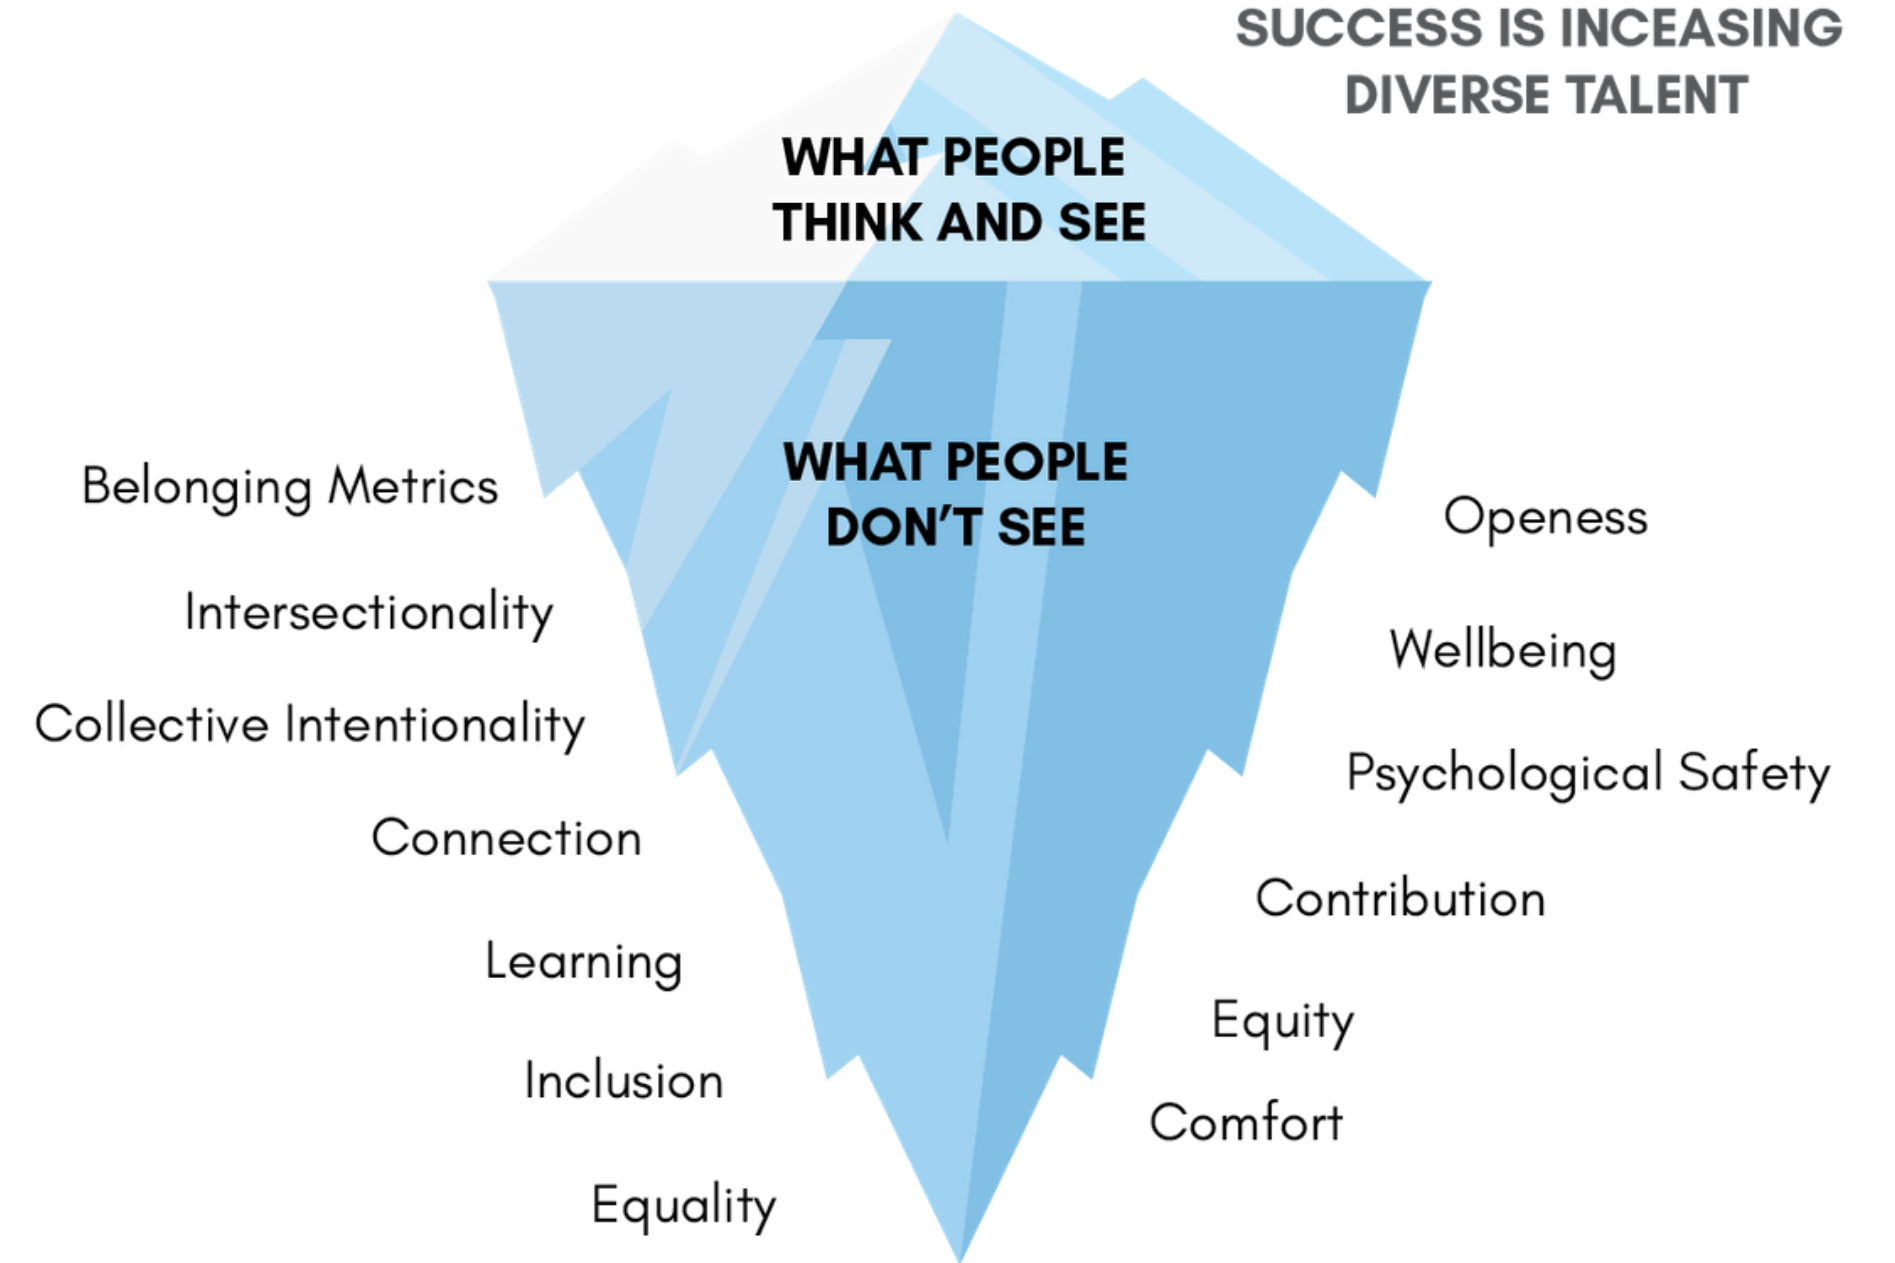 SUCCESS IS INCEASING
DIVERSE TALENT
WHAT PEOPLE
THINK AND SEE
WHAT PEOPLE
DON'T SEE
Belonging Metrics
Intersectionality
Collective Intentionality
Connection
Learning
Inclusion
Equality
Openess
Wellbeing
Psychological Safety
Contribution
Equity
Comfort